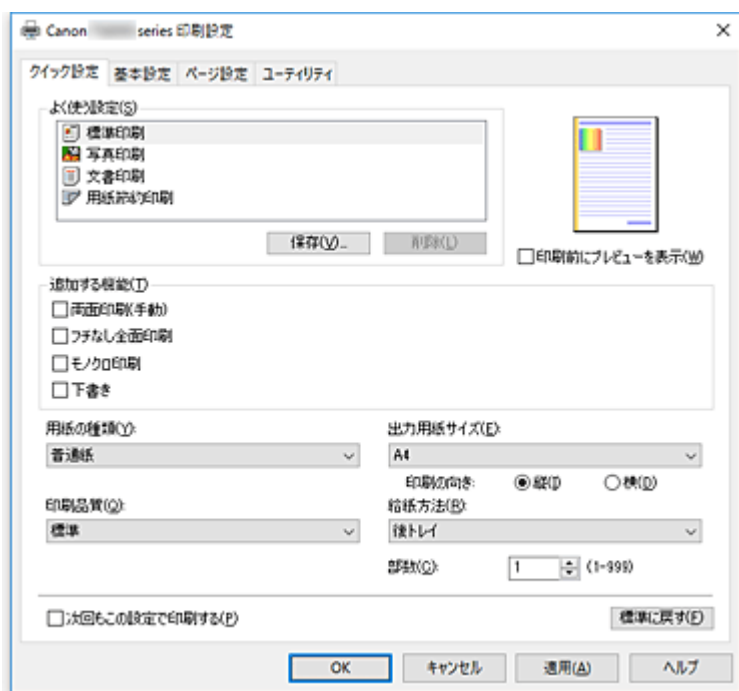 Canon series 印刷設定
クイック設定 基本設定 ページ設定 ユーティリティ
よく使う設定(S)
標準印刷
写真印刷
文書印刷
用紙節約印刷
保存(V)... 削除(L)
印刷前にプレビューを表示(W)
追加する機能(T)
両面印刷(手動)
フチなし全面印刷
モノクロ印刷
下書き
用紙の種類(Y):
普通紙
出力用紙サイズ(E):
A4
印刷の向き: 縦(I) 横(D)
印刷品質(Q):
標準
給紙方法(R):
後トレイ
部数(C): 1 (1-999)
次回もこの設定で印刷する(P)
標準に戻す(F)
OK キャンセル 適用(A) ヘルプ